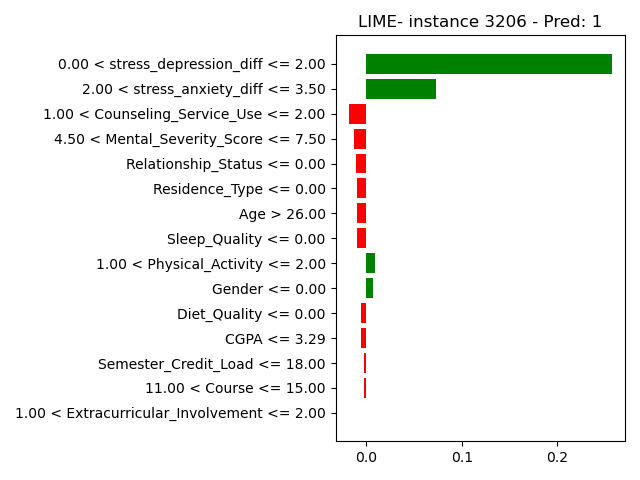 LIME- instance 3206 - Pred: 1
0.00 < stress_depression_diff <= 2.00
2.00 < stress_anxiety_diff <= 3.50
1.00 < Counseling_Service_Use <= 2.00
4.50 < Mental_Severity_Score <= 7.50
Relationship_Status <= 0.00
Residence_Type <= 0.00
Age > 26.00
Sleep_Quality <= 0.00
1.00 < Physical_Activity <= 2.00
Gender <= 0.00
Diet_Quality <= 0.00
CGPA <= 3.29
Semester_Credit_Load <= 18.00
11.00 < Course <= 15.00
1.00 < Extracurricular_Involvement <= 2.00
0.0 0.1 0.2